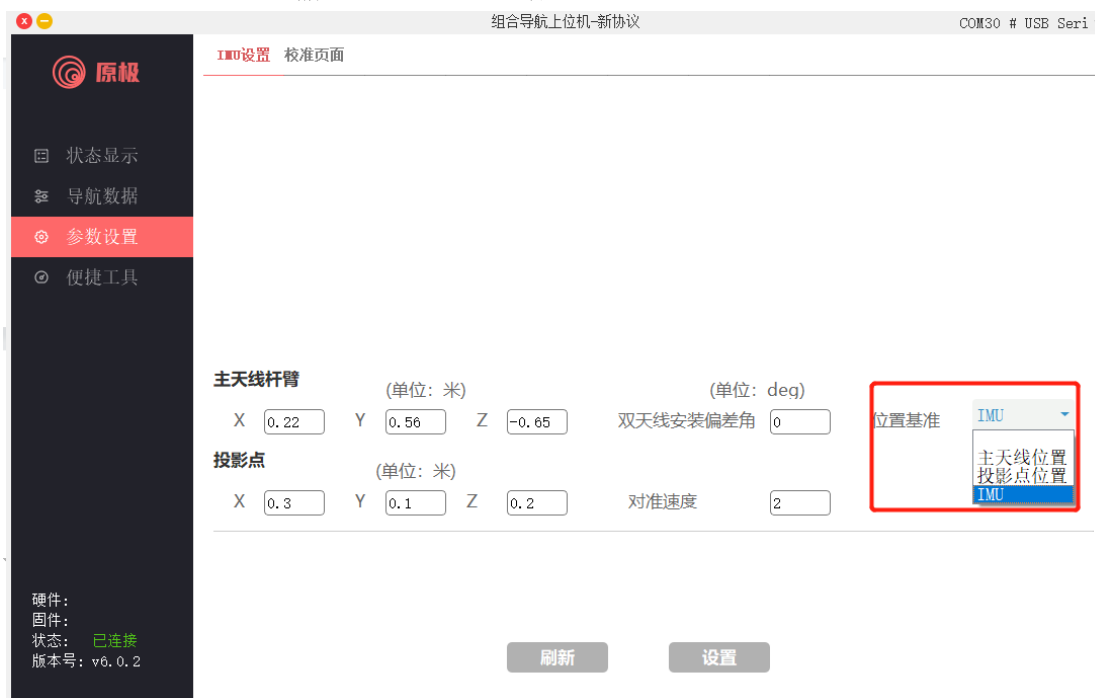 组合导航上位机-新协议 COM30 # USB Seri
原极
IMU设置 校准页面
状态显示
导航数据
参数设置
便捷工具
主天线杆臂 (单位：米) (单位：deg)
X 0.22 Y 0.56 Z -0.65 双天线安装偏差角 0 位置基准 IMU
主天线位置
投影点位置
IMU
投影点 (单位：米)
X 0.3 Y 0.1 Z 0.2 对准速度 2
硬件:
固件:
状态: 已连接
版本号: v6.0.2
刷新 设置